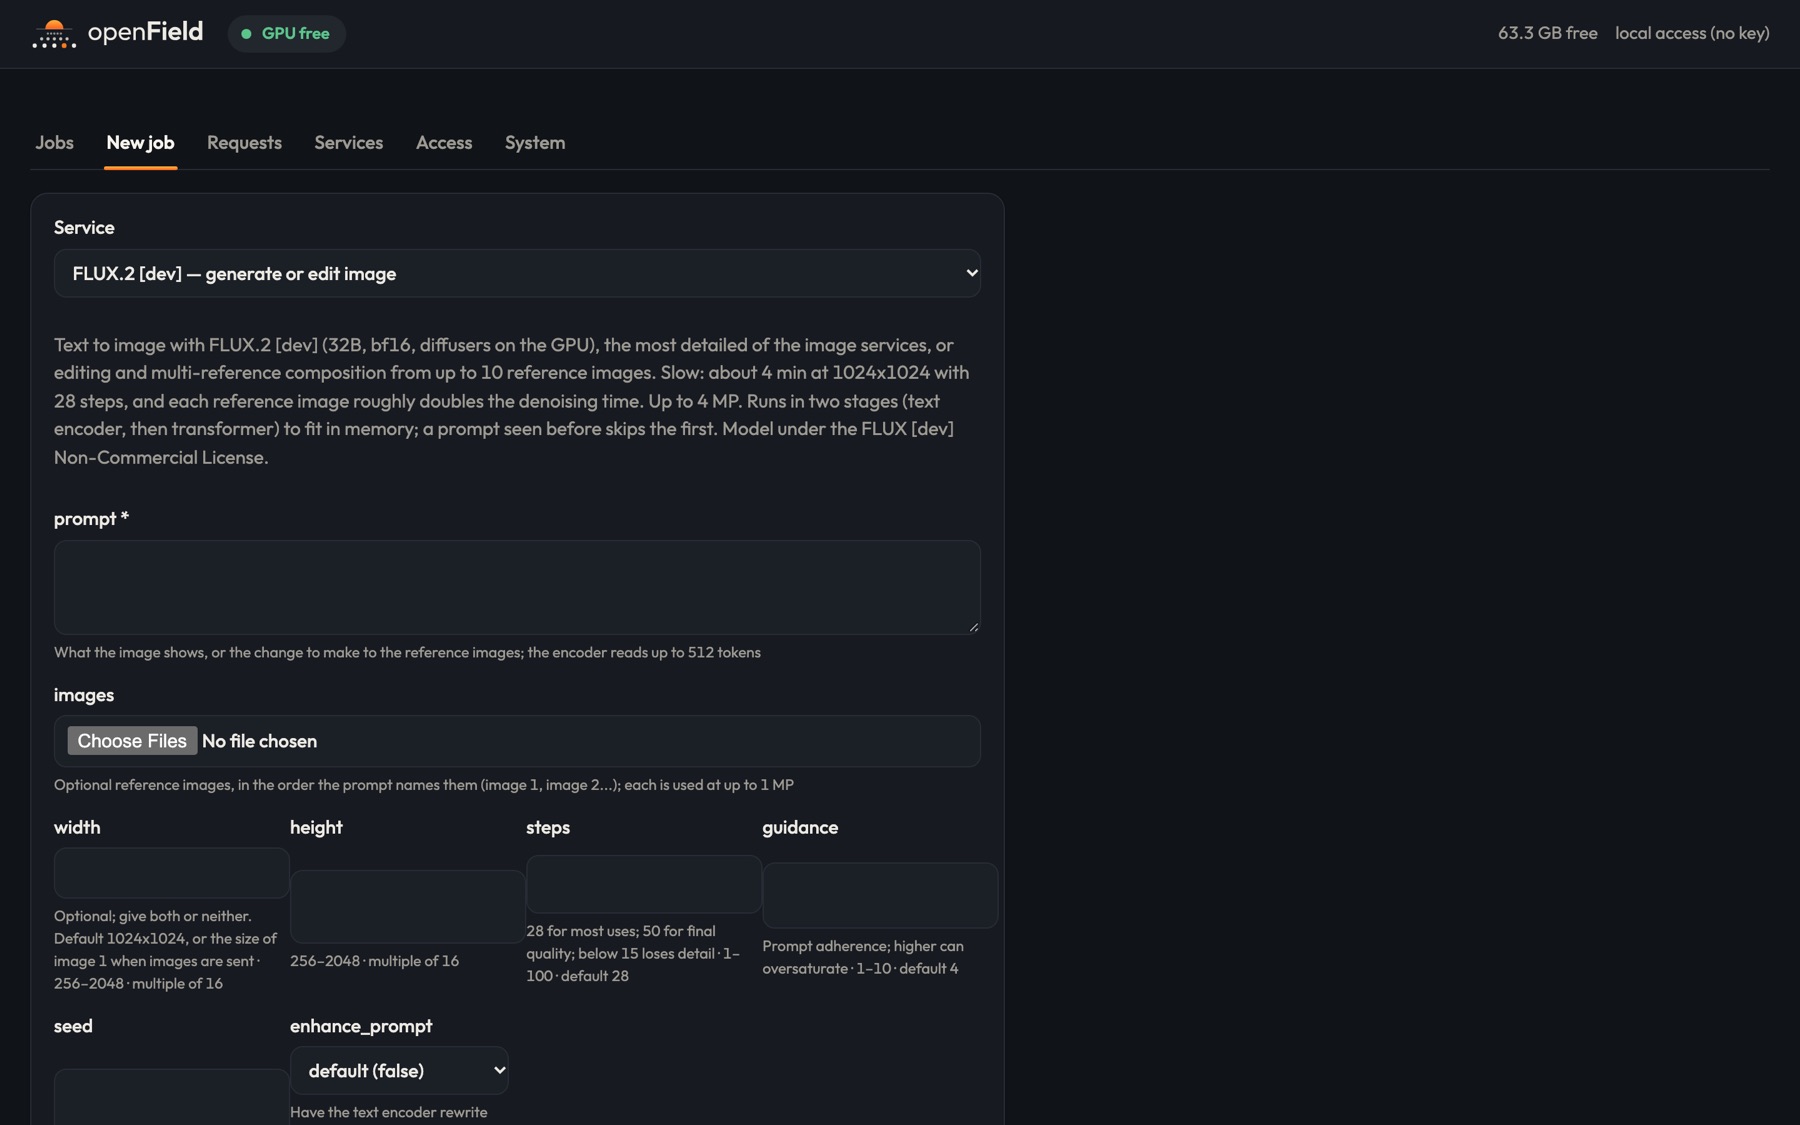 openField
GPU free
63.3 GB free local access (no key)
Jobs New job Requests Services Access System
Service
FLUX.2 [dev] — generate or edit image
Text to image with FLUX.2 [dev] (32B, bf16, diffusers on the GPU), the most detailed of the image services, or
editing and multi-reference composition from up to 10 reference images. Slow: about 4 min at 1024x1024 with
28 steps, and each reference image roughly doubles the denoising time. Up to 4 MP. Runs in two stages (text
encoder, then transformer) to fit in memory; a prompt seen before skips the first. Model under the FLUX [dev]
Non-Commercial License.
prompt *
What the image shows, or the change to make to the reference images; the encoder reads up to 512 tokens
images
Choose Files No file chosen
Optional reference images, in the order the prompt names them (image 1, image 2...); each is used at up to 1 MP
width
Optional; give both or neither.
Default 1024x1024, or the size of
image 1 when images are sent ·
256–2048 · multiple of 16
height
256–2048 · multiple of 16
steps
28 for most uses; 50 for final
quality; below 15 loses detail · 1–
100 · default 28
guidance
Prompt adherence; higher can
oversaturate · 1–10 · default 4
seed
enhance_prompt
default (false)
Have the text encoder rewrite